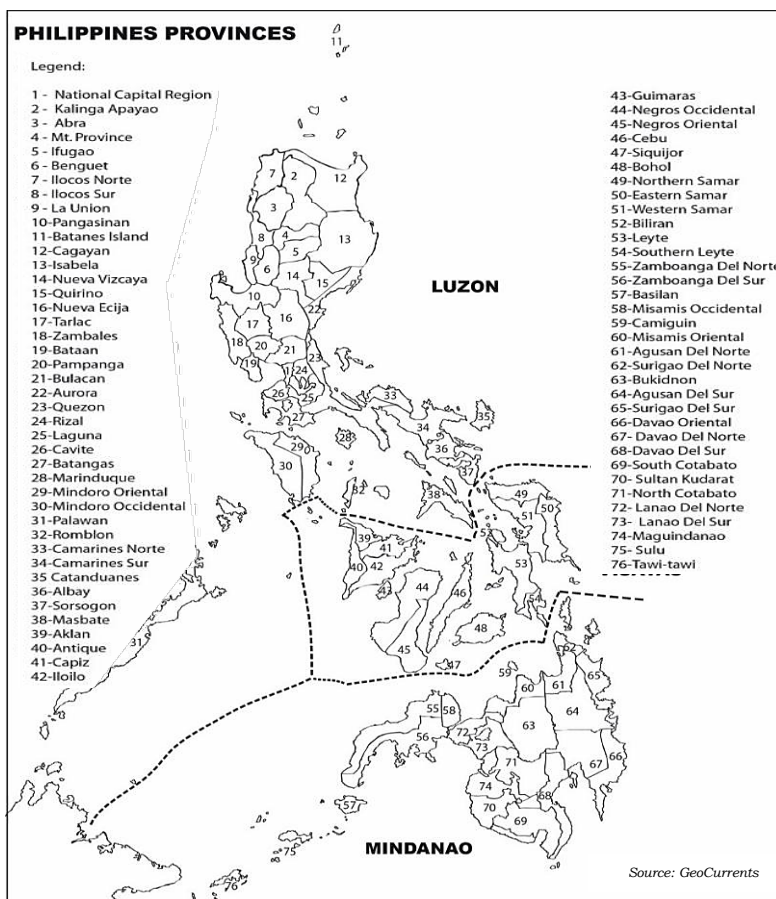 PHILIPPINES PROVINCES
Legend:
1 - National Capital Region
2 - Kalinga Apayao
3 - Abra
4 - Mt. Province
5 - Ifugao
6 - Benguet
7 - Ilocos Norte
8 - Ilocos Sur
9 - La Union
10-Pangasinan
11-Batanes Island
12-Cagayan
13-Isabela
14-Nueva Vizcaya
15-Quirino
16-Nueva Ecija
17-Tarlac
18-Zambales
19-Bataan
20-Pampanga
21-Bulacan
22-Aurora
23-Quezon
24-Rizal
25-Laguna
26-Cavite
27-Batangas
28-Marinduque
29-Mindoro Oriental
30-Mindoro Occidental
31-Palawan
32-Romblon
33-Camarines Norte
34-Camarines Sur
35 Catanduanes
36-Albay
37-Sorsogon
38-Masbate
39-Aklan
40-Antique
41-Capiz
42-Iloilo
43-Guimaras
44-Negros Occidental
45-Negros Oriental
46-Cebu
47-Siquijor
48-Bohol
49-Northern Samar
50-Eastern Samar
51-Western Samar
52-Biliran
53-Leyte
54-Southern Leyte
55-Zamboanga Del Norte
56-Zamboanga Del Sur
57-Basilan
58-Misamis Occidental
59-Camiguin
60-Misamis Oriental
61-Agusan Del Norte
62-Surigao Del Norte
63-Bukidnon
64-Agusan Del Sur
65-Surigao Del Sur
66-Davao Oriental
67- Davao Del Norte
68-Davao Del Sur
69-South Cotabato
70- Sultan Kudarat
71-North Cotabato
72- Lanao Del Norte
73- Lanao Del Sur
74-Maguindanao
75- Sulu
76-Tawi-tawi
11
7
2
12
3
8
4
13
5
9
6
14
15
10
22
17
16
18
20
21
23
19
1
24
26
25
27
33
35
34
28
36
29
37
30
32
38
49
50
51
39
41
40
42
53
43
44
46
54
48
45
47
31
LUZON
59
62
60
61
65
55
58
64
63
56
72
73
71
66
67
74
68
57
70
69
75
76
MINDANAO
Source: GeoCurrents